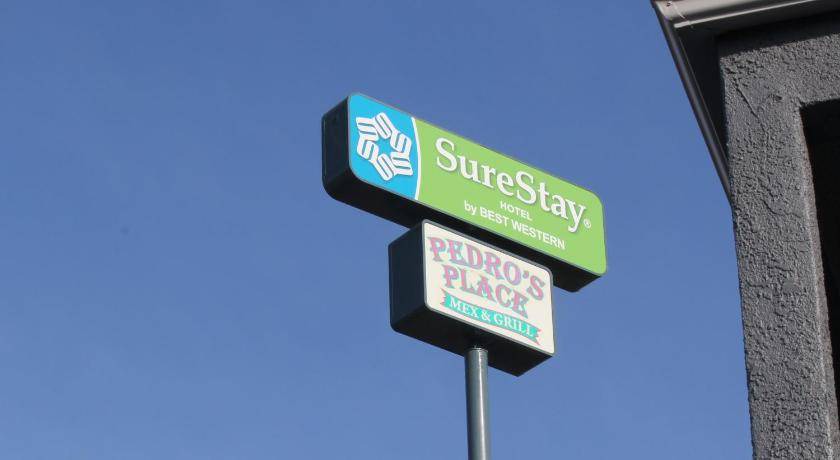 SureStay®
HOTEL
by BEST WESTERN
PEDRO'S
PLACE
MEX & GRILL